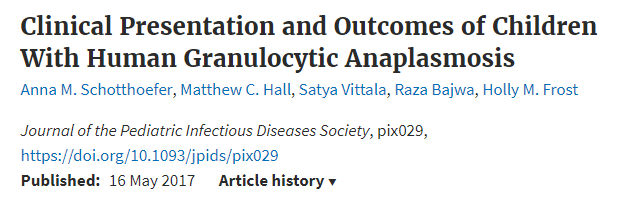 Clinical Presentation and Outcomes of Children
With Human Granulocytic Anaplasmosis
Anna M. Schotthoefer, Matthew C. Hall, Satya Vittala, Raza Bajwa, Holly M. Frost
Journal of the Pediatric Infectious Diseases Society, pix029,
https://doi.org/10.1093/jpids/pix029
Published: 16 May 2017 Article history ▾